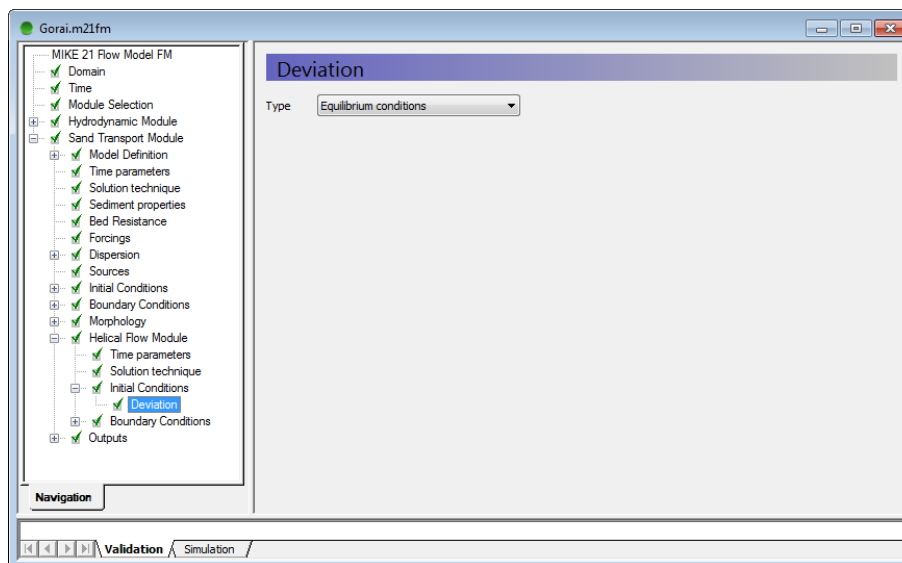 Gorai.m21fm
MIKE 21 Flow Model FM
Domain
Time
Module Selection
Hydrodynamic Module
Sand Transport Module
Model Definition
Time parameters
Solution technique
Sediment properties
Bed Resistance
Forcings
Dispersion
Sources
Initial Conditions
Boundary Conditions
Morphology
Helical Flow Module
Time parameters
Solution technique
Initial Conditions
Deviation
Boundary Conditions
Outputs
Navigation
Deviation
Type Equilibrium conditions
Validation Simulation